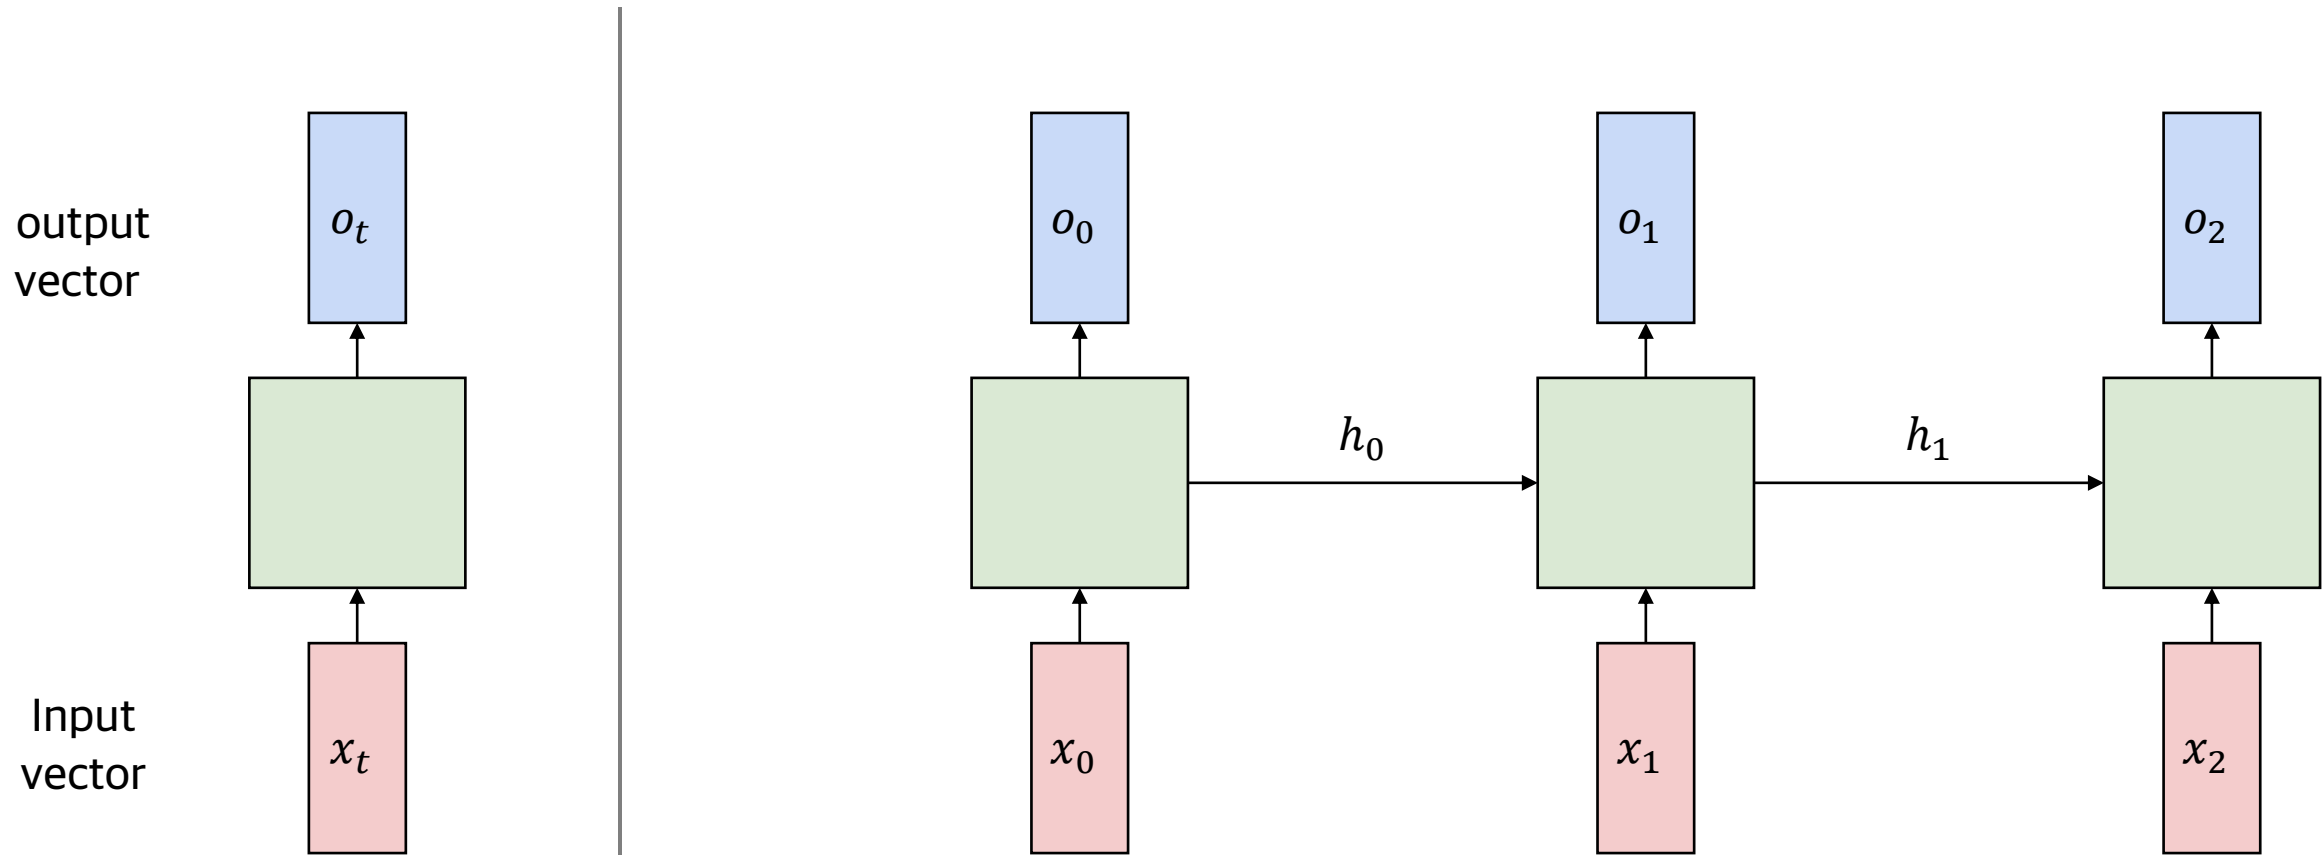 output
vector
o_t
o_0
o_1
o_2
h_0
h_1
Input
vector
x_t
x_0
x_1
x_2